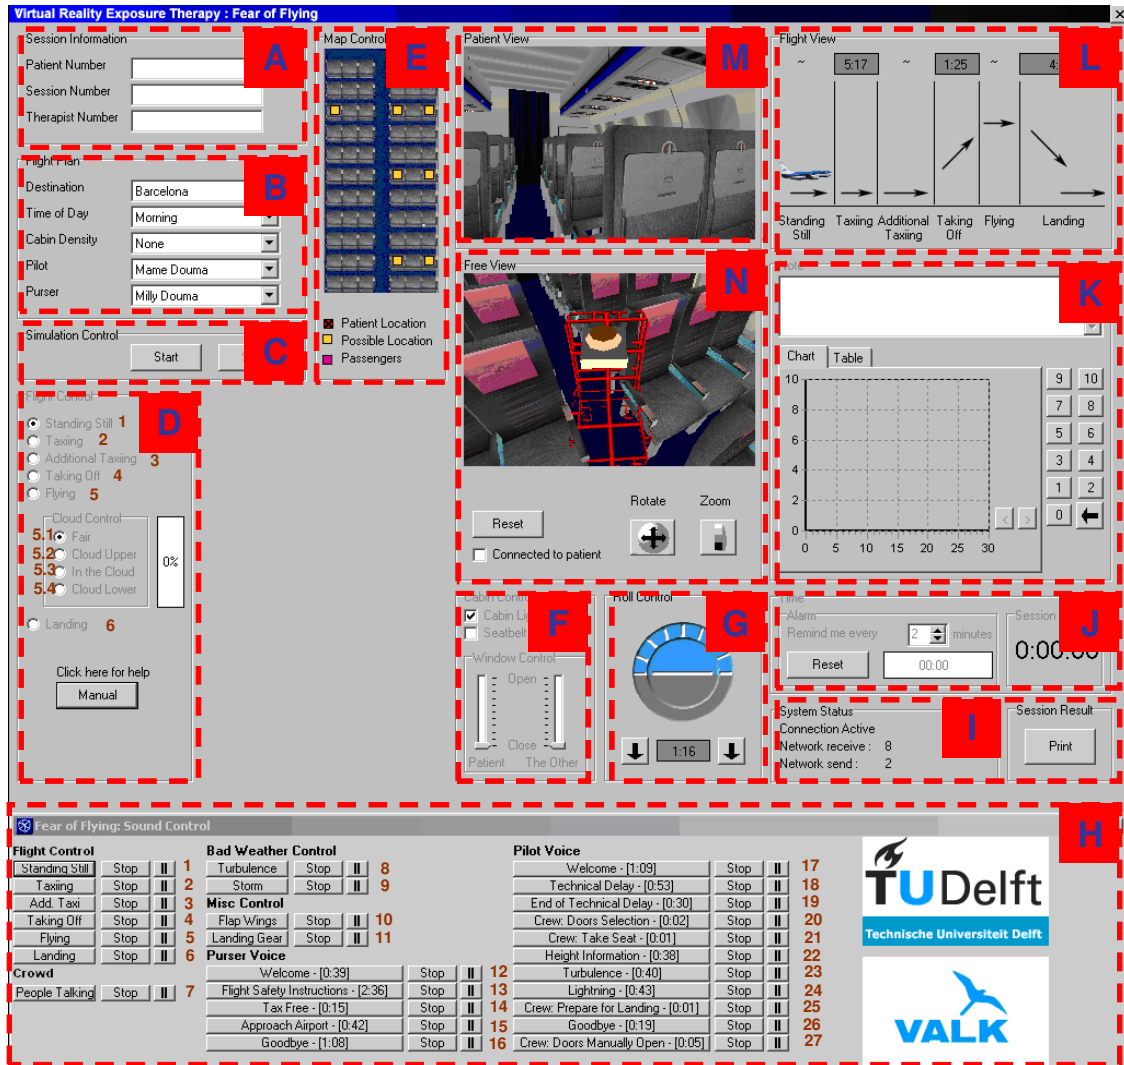 Virtual Reality Exposure Therapy : Fear of Flying
Session Information
A
Patient Number
Session Number
Therapist Number
Flight Plan
B
Destination
Barcelona
Time of Day
Morning
Cabin Density
None
Pilot
Mame Douma
Purser
Milly Douma
Simulation Control
Start
C
Flight Control
D
Standing Still 1
Taxiing 2
Additional Taxiing 3
Taking Off 4
Flying 5
Cloud Control
5.1 Fair
5.2 Cloud Upper
5.3 In the Cloud
5.4 Cloud Lower
0%
Landing 6
Click here for help
Manual
Map Control
E
Patient Location
Possible Location
Passengers
Patient View
M
Free View
N
Reset
Connected to patient
Rotate
Zoom
Cabin Control
F
Seatbelt
Window Control
Open
Close
Patient
The Other
Roll Control
G
1:16
Flight View
L
~ 5:17 ~ 1:25 ~ 4:
Standing Still
Taxiing
Additional Taxiing
Taking Off
Flying
Landing
Note
K
Chart
Table
10
8
6
4
2
0
0 5 10 15 20 25 30
9 10
7 8
5 6
3 4
1 2
0
< >
Time
J
Alarm
Remind me every 2 minutes
Reset
00:00
Session
0:00:00
System Status
I
Connection Active
Network receive : 8
Network send : 2
Session Result
Print
H
Fear of Flying: Sound Control
Flight Control
Standing Still Stop 1
Taxiing Stop 2
Add. Taxi Stop 3
Taking Off Stop 4
Flying Stop 5
Landing Stop 6
Crowd
People Talking Stop 7
Bad Weather Control
Turbulence Stop 8
Storm Stop 9
Misc Control
Flap Wings Stop 10
Landing Gear Stop 11
Purser Voice
Welcome - [0:39] Stop 12
Flight Safety Instructions - [2:36] Stop 13
Tax Free - [0:15] Stop 14
Approach Airport - [0:42] Stop 15
Goodbye - [1:08] Stop 16
Pilot Voice
Welcome - [1:09] Stop 17
Technical Delay - [0:53] Stop 18
End of Technical Delay - [0:30] Stop 19
Crew: Doors Selection - [0:02] Stop 20
Crew: Take Seat - [0:01] Stop 21
Height Information - [0:38] Stop 22
Turbulence - [0:40] Stop 23
Lightning - [0:43] Stop 24
Crew: Prepare for Landing - [0:01] Stop 25
Goodbye - [0:19] Stop 26
Crew: Doors Manually Open - [0:05] Stop 27
TU Delft
Technische Universiteit Delft
VALK